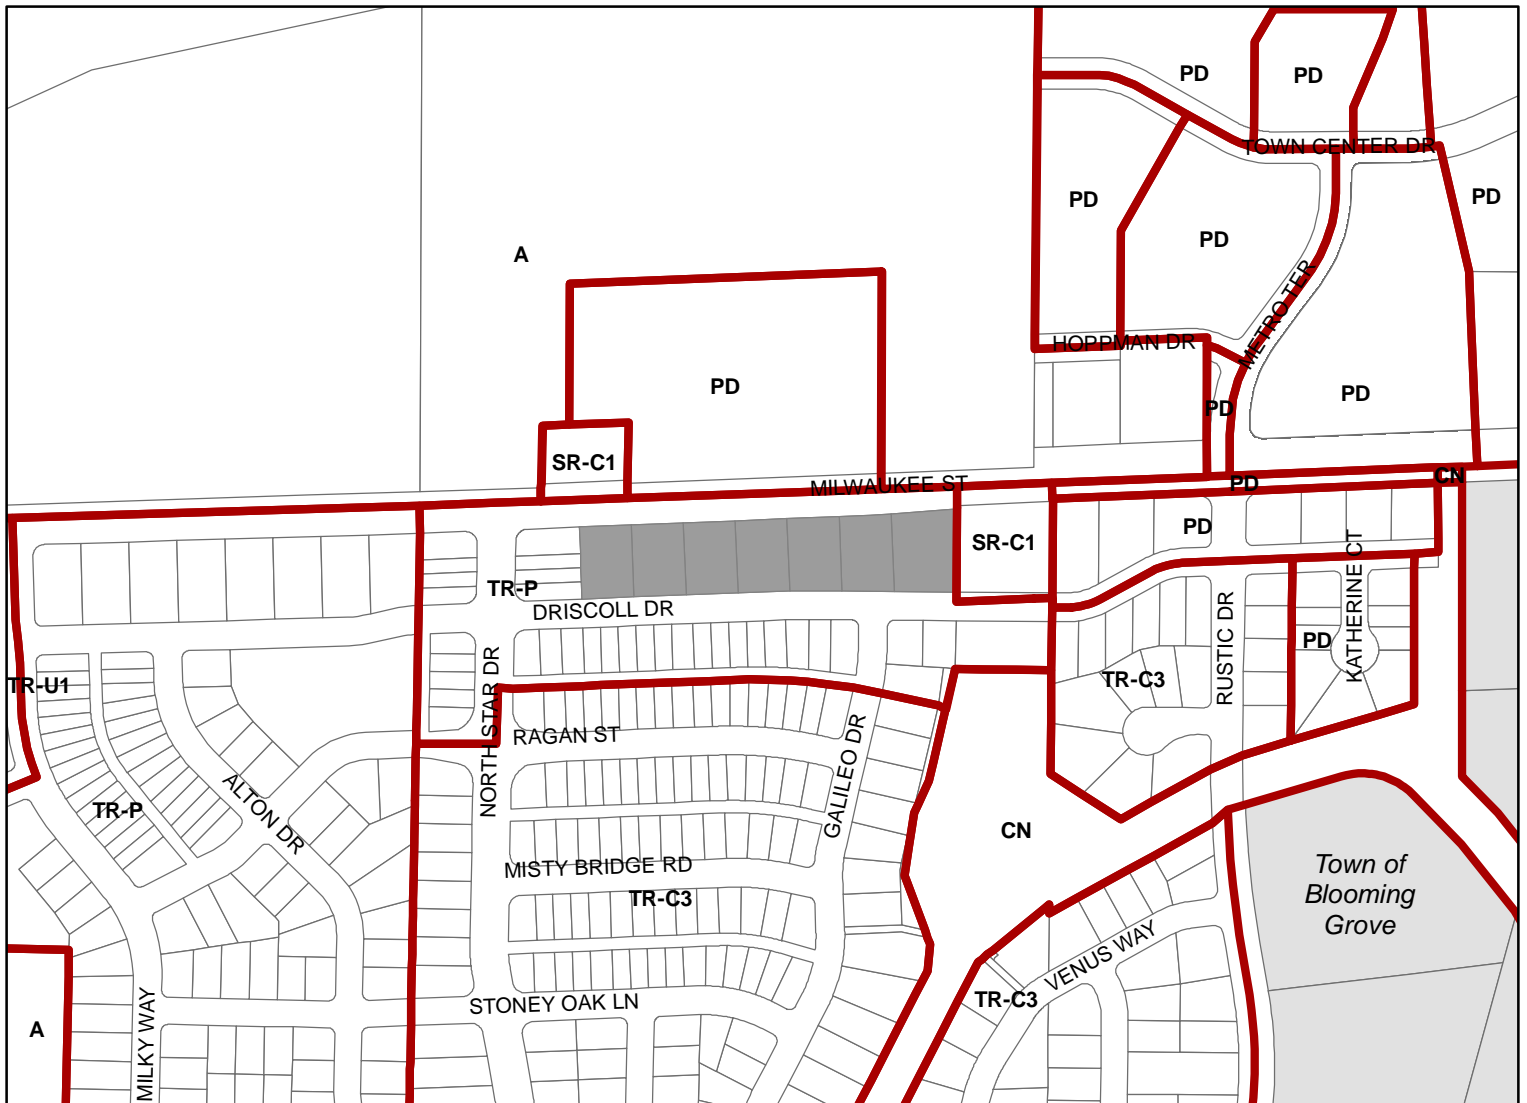 PD
PD
TOWN CENTER DR
PD
PD
PD
A
METRO TER
HOPPMAN DR
PD
PD
PD
SR-C1
MILWAUKEE ST
PD
CN
PD
SR-C1
TR-P
DRISCOLL DR
KATHERINE CT
RUSTIC DR
PD
TR-C3
TR-U1
NORTH STAR DR
RAGAN ST
GALILEO DR
ALTON DR
TR-P
CN
MISTY BRIDGE RD
TR-C3
Town of
Blooming
Grove
VENUS WAY
TR-C3
STONEY OAK LN
A
MILKY WAY